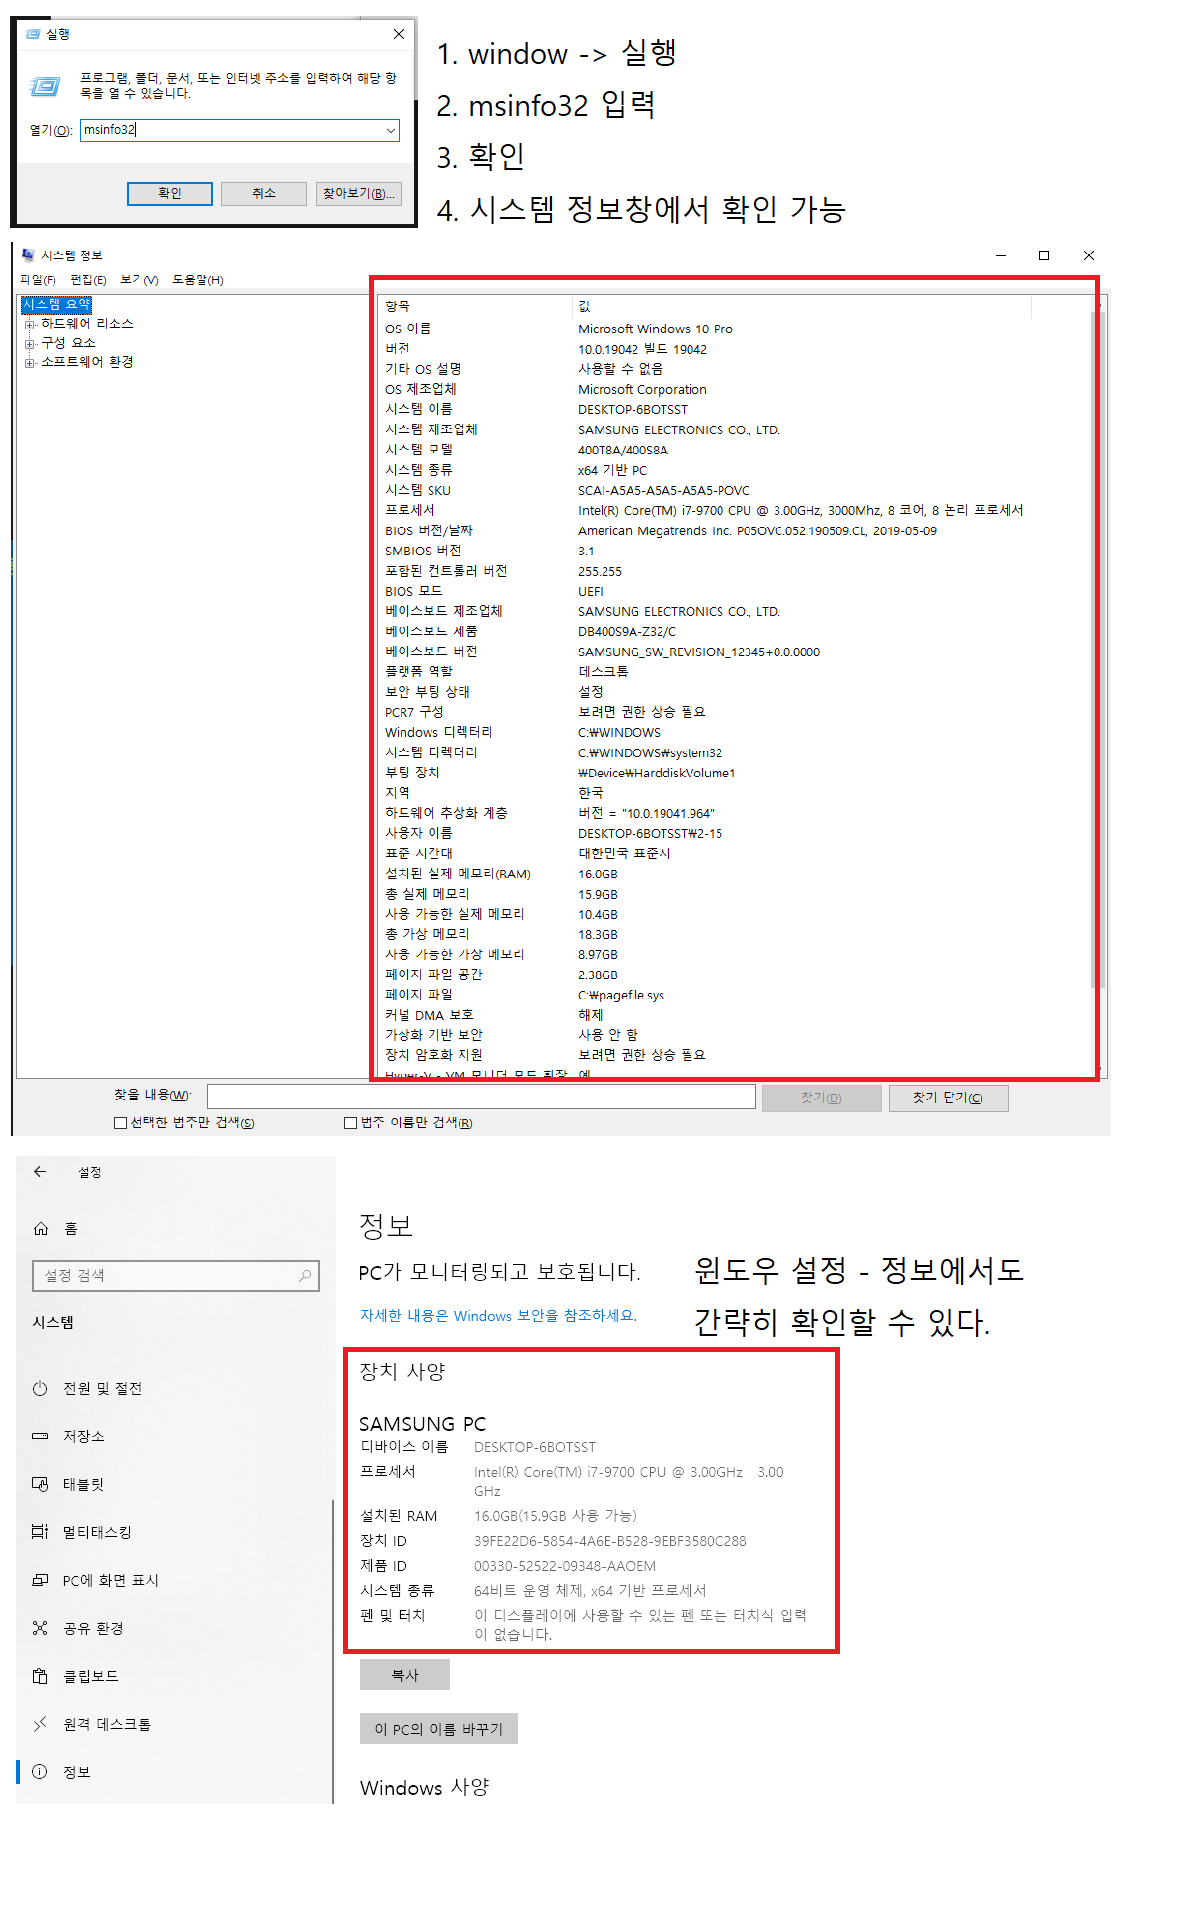 실행
프로그램, 폴더, 문서, 또는 인터넷 주소를 입력하여 해당 항
목을 열 수 있습니다.
열기(O): msinfo32
확인 취소 찾아보기(B)...
1. window -> 실행
2. msinfo32 입력
3. 확인
4. 시스템 정보창에서 확인 가능
시스템 정보
파일(F) 편집(E) 보기(V) 도움말(H)
시스템 요약
하드웨어 리소스
구성 요소
소프트웨어 환경
항목 값
OS 이름 Microsoft Windows 10 Pro
버전 10.0.19042 빌드 19042
기타 OS 설명 사용할 수 없음
OS 제조업체 Microsoft Corporation
시스템 이름 DESKTOP-6BOTSST
시스템 제조업체 SAMSUNG ELECTRONICS CO., LTD.
시스템 모델 400T8A/400S8A
시스템 종류 x64 기반 PC
시스템 SKU SCAI-A5A5-A5A5-A5A5-POVC
프로세서 Intel(R) Core(TM) i7-9700 CPU @ 3.00GHz, 3000Mhz, 8 코어, 8 논리 프로세서
BIOS 버전/날짜 American Megatrends Inc. P05OVC.052.190509.CL, 2019-05-09
SMBIOS 버전 3.1
포함된 컨트롤러 버전 255.255
BIOS 모드 UEFI
베이스보드 제조업체 SAMSUNG ELECTRONICS CO., LTD.
베이스보드 제품 DB400S9A-Z32/C
베이스보드 버전 SAMSUNG_SW_REVISION_12345+0.0.0000
플랫폼 역할 데스크톱
보안 부팅 상태 설정
PCR7 구성 보려면 권한 상승 필요
Windows 디렉터리 C:₩WINDOWS
시스템 디렉터리 C:₩WINDOWS₩system32
부팅 장치 ₩Device₩HarddiskVolume1
지역 한국
하드웨어 추상화 계층 버전 = "10.0.19041.964"
사용자 이름 DESKTOP-6BOTSST₩2-15
표준 시간대 대한민국 표준시
설치된 실제 메모리(RAM) 16.0GB
총 실제 메모리 15.9GB
사용 가능한 실제 메모리 10.4GB
총 가상 메모리 18.3GB
사용 가능한 가상 메모리 8.97GB
페이지 파일 공간 2.38GB
페이지 파일 C:₩pagefile.sys
커널 DMA 보호 해제
가상화 기반 보안 사용 안 함
장치 암호화 지원 보려면 권한 상승 필요
Hyper-V - VM 모니터 모드 확장 예
찾을 내용(W): 찾기(D) 찾기 닫기(C)
선택한 범주만 검색(S) 범주 이름만 검색(R)
설정
홈
설정 검색
시스템
전원 및 절전
저장소
태블릿
멀티태스킹
PC에 화면 표시
공유 환경
클립보드
원격 데스크톱
정보
정보
PC가 모니터링되고 보호됩니다.
자세한 내용은 Windows 보안을 참조하세요.
윈도우 설정 - 정보에서도
간략히 확인할 수 있다.
장치 사양
SAMSUNG PC
디바이스 이름 DESKTOP-6BOTSST
프로세서 Intel(R) Core(TM) i7-9700 CPU @ 3.00GHz 3.00
GHz
설치된 RAM 16.0GB(15.9GB 사용 가능)
장치 ID 39FE22D6-5854-4A6E-B528-9EBF3580C288
제품 ID 00330-52522-09348-AAOEM
시스템 종류 64비트 운영 체제, x64 기반 프로세서
펜 및 터치 이 디스플레이에 사용할 수 있는 펜 또는 터치식 입력
이 없습니다.
복사
이 PC의 이름 바꾸기
Windows 사양